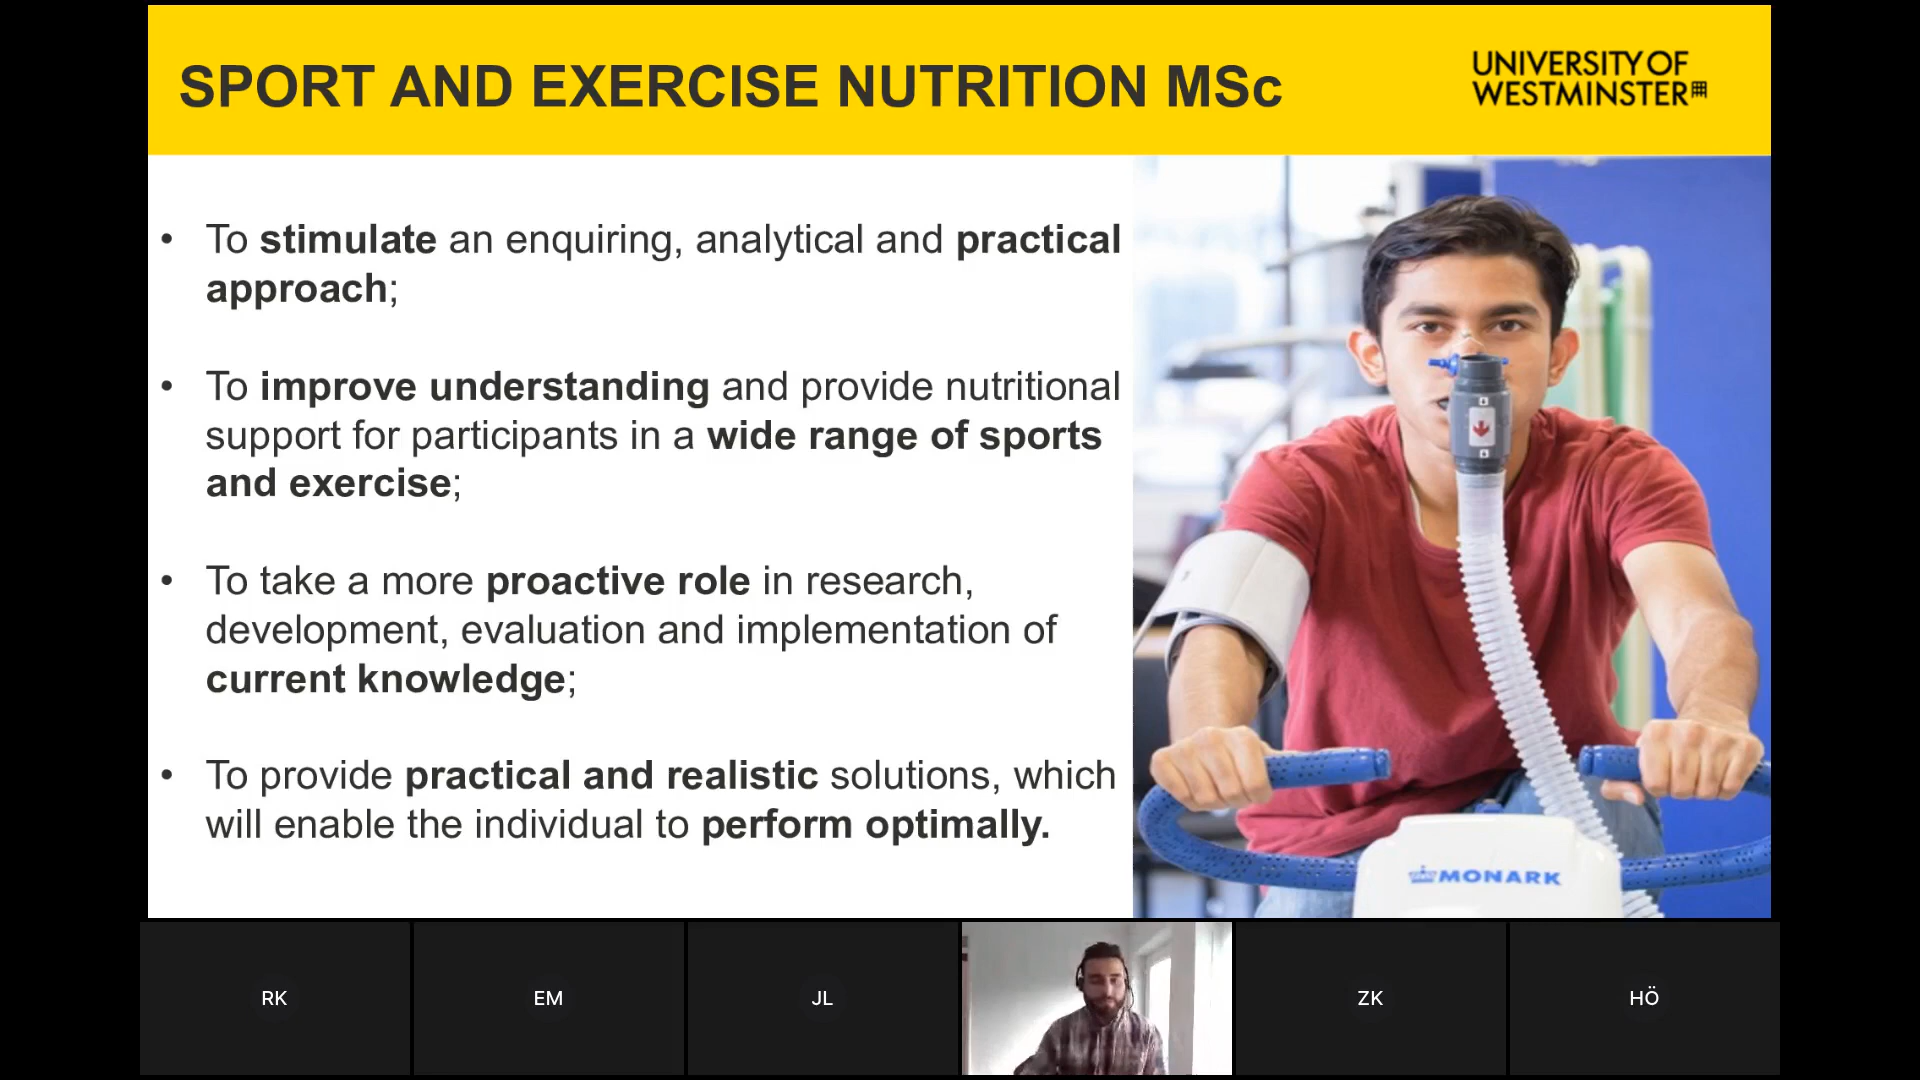 SPORT AND EXERCISE NUTRITION MSc
UNIVERSITY OF
WESTMINSTER
• To stimulate an enquiring, analytical and practical
approach;
• To improve understanding and provide nutritional
support for participants in a wide range of sports
and exercise;
• To take a more proactive role in research,
development, evaluation and implementation of
current knowledge;
• To provide practical and realistic solutions, which
will enable the individual to perform optimally.
MONARK
RK
EM
JL
ZK
HÖ